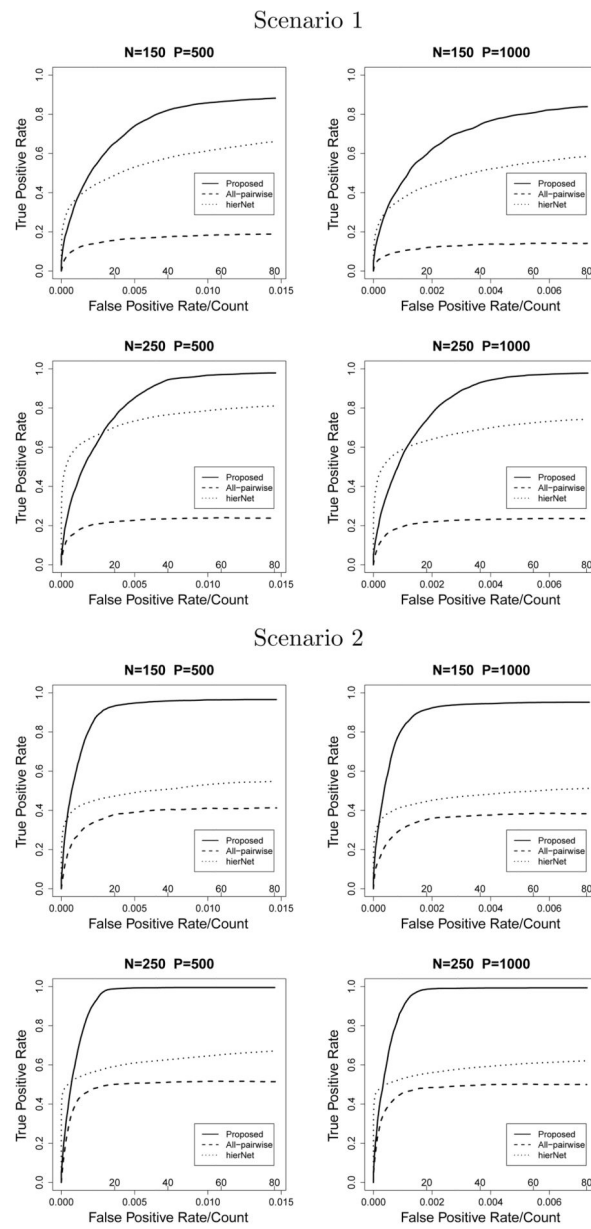 Scenario 1
N=150 P=500
True Positive Rate
0.0 0.2 0.4 0.6 0.8 1.0
Proposed
All-pairwise
hierNet
20 40 60 80
0.000 0.005 0.010 0.015
False Positive Rate/Count
N=150 P=1000
True Positive Rate
0.0 0.2 0.4 0.6 0.8 1.0
Proposed
All-pairwise
hierNet
20 40 60 80
0.000 0.002 0.004 0.006
False Positive Rate/Count
N=250 P=500
True Positive Rate
0.0 0.2 0.4 0.6 0.8 1.0
Proposed
All-pairwise
hierNet
20 40 60 80
0.000 0.005 0.010 0.015
False Positive Rate/Count
N=250 P=1000
True Positive Rate
0.0 0.2 0.4 0.6 0.8 1.0
Proposed
All-pairwise
hierNet
20 40 60 80
0.000 0.002 0.004 0.006
False Positive Rate/Count
Scenario 2
N=150 P=500
True Positive Rate
0.0 0.2 0.4 0.6 0.8 1.0
Proposed
All-pairwise
hierNet
20 40 60 80
0.000 0.005 0.010 0.015
False Positive Rate/Count
N=150 P=1000
True Positive Rate
0.0 0.2 0.4 0.6 0.8 1.0
Proposed
All-pairwise
hierNet
20 40 60 80
0.000 0.002 0.004 0.006
False Positive Rate/Count
N=250 P=500
True Positive Rate
0.0 0.2 0.4 0.6 0.8 1.0
Proposed
All-pairwise
hierNet
20 40 60 80
0.000 0.005 0.010 0.015
False Positive Rate/Count
N=250 P=1000
True Positive Rate
0.0 0.2 0.4 0.6 0.8 1.0
Proposed
All-pairwise
hierNet
20 40 60 80
0.000 0.002 0.004 0.006
False Positive Rate/Count